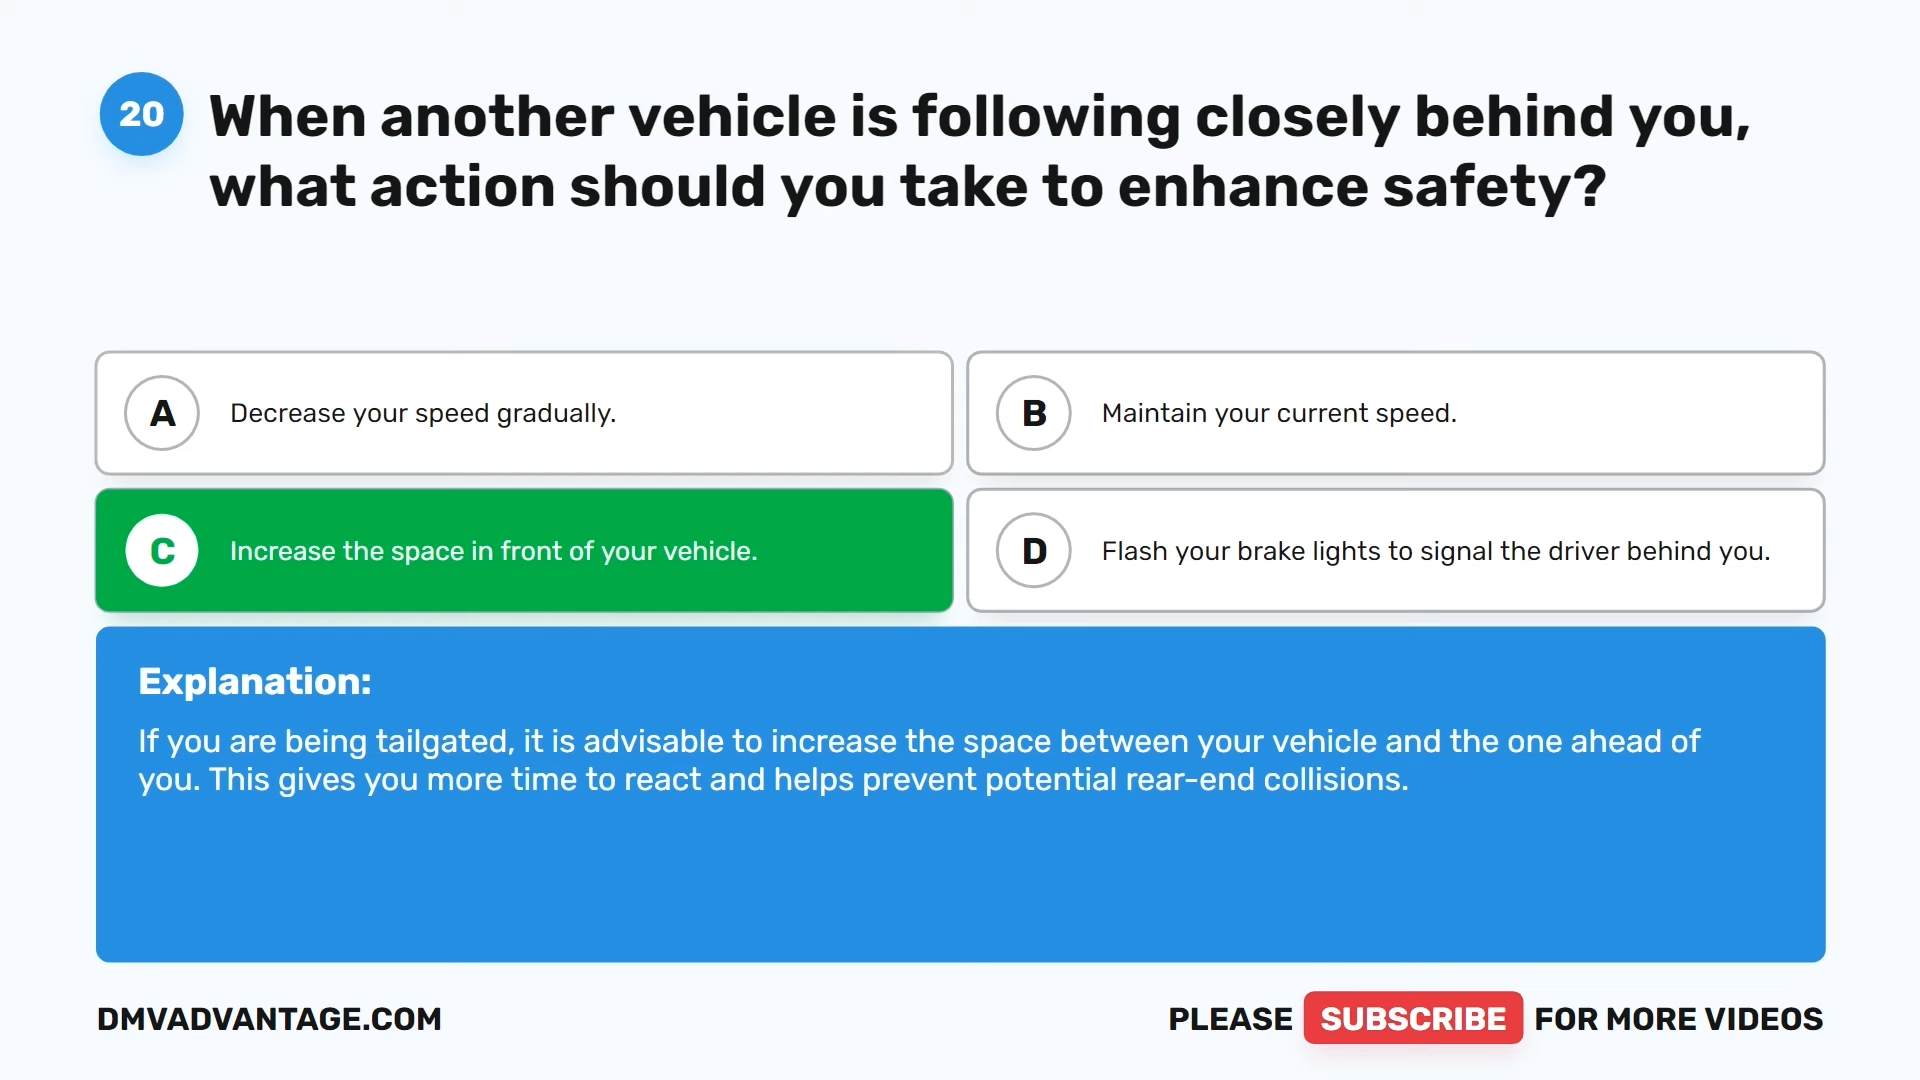 20
When another vehicle is following closely behind you,
what action should you take to enhance safety?
A Decrease your speed gradually.
B Maintain your current speed.
C Increase the space in front of your vehicle.
D Flash your brake lights to signal the driver behind you.
Explanation:
If you are being tailgated, it is advisable to increase the space between your vehicle and the one ahead of
you. This gives you more time to react and helps prevent potential rear-end collisions.
DMVADVANTAGE.COM
PLEASE SUBSCRIBE FOR MORE VIDEOS